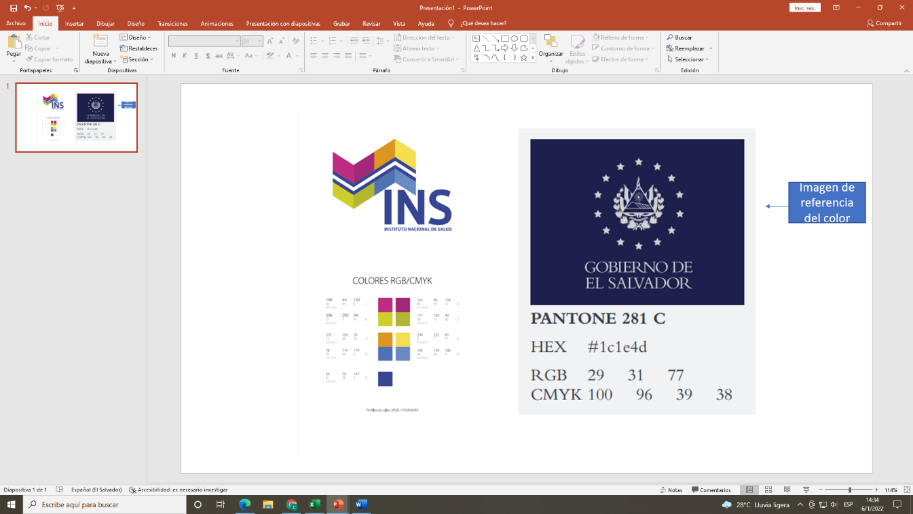 Presentación1 - PowerPoint
Inic. ses.
Archivo Inicio Insertar Dibujar Diseño Transiciones Animaciones Presentación con diapositivas Grabar Revisar Vista Ayuda ¿Qué desea hacer? Compartir
Pegar
Cortar
Copiar
Copiar formato
Portapapeles
Nueva diapositiva
Diseño
Restablecer
Sección
Diapositivas
Fuente
Dirección del texto
Alinear texto
Convertir a SmartArt
Párrafo
Organizar
Estilos rápidos
Relleno de forma
Contorno de forma
Efectos de forma
Dibujo
Buscar
Reemplazar
Seleccionar
Edición
1
INS
INSTITUTO NACIONAL DE SALUD
COLORES RGB/CMYK
GOBIERNO DE
EL SALVADOR
PANTONE 281 C
HEX #1c1e4d
RGB 29 31 77
CMYK 100 96 39 38
Imagen de
referencia
del color
Diapositiva 1 de 1 Español (El Salvador) Accesibilidad: es necesario investigar Notas Comentarios 114%
Escribe aquí para buscar
28°C Lluvia ligera
ESP
14:34
6/1/2022